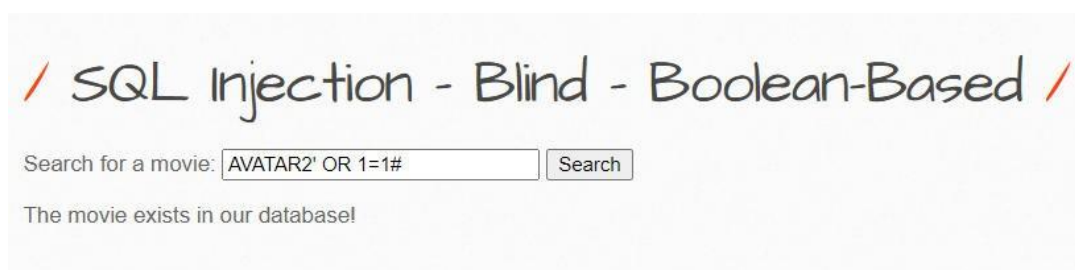 / SQL Injection - Blind - Boolean-Based /
Search for a movie: AVATAR2' OR 1=1# Search
The movie exists in our database!